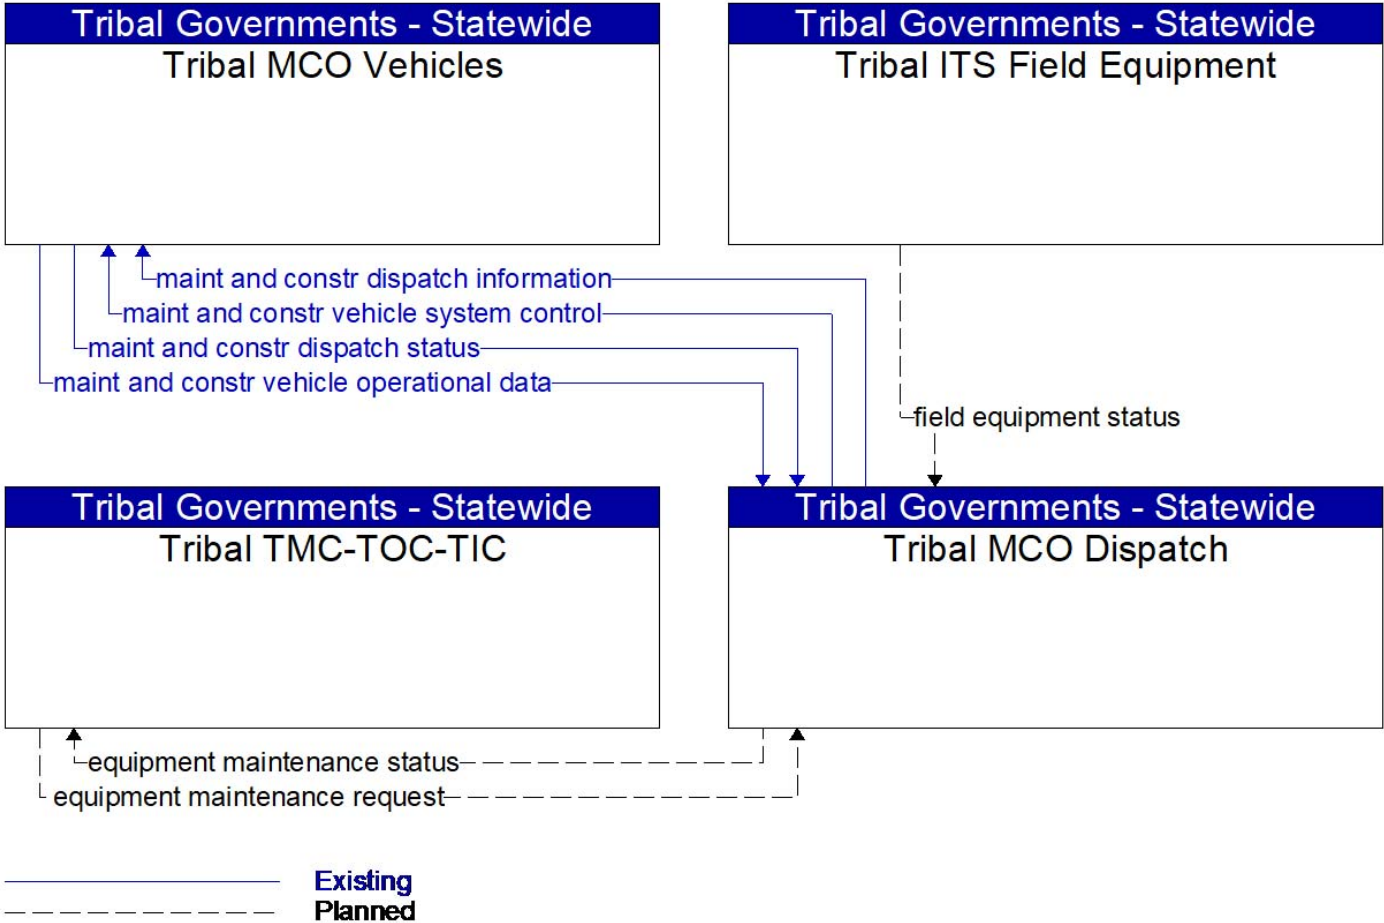 Tribal Governments - Statewide
Tribal MCO Vehicles
Tribal Governments - Statewide
Tribal ITS Field Equipment
maint and constr dispatch information
maint and constr vehicle system control
maint and constr dispatch status
maint and constr vehicle operational data
field equipment status
Tribal Governments - Statewide
Tribal TMC-TOC-TIC
Tribal Governments - Statewide
Tribal MCO Dispatch
equipment maintenance status
equipment maintenance request
Existing
Planned